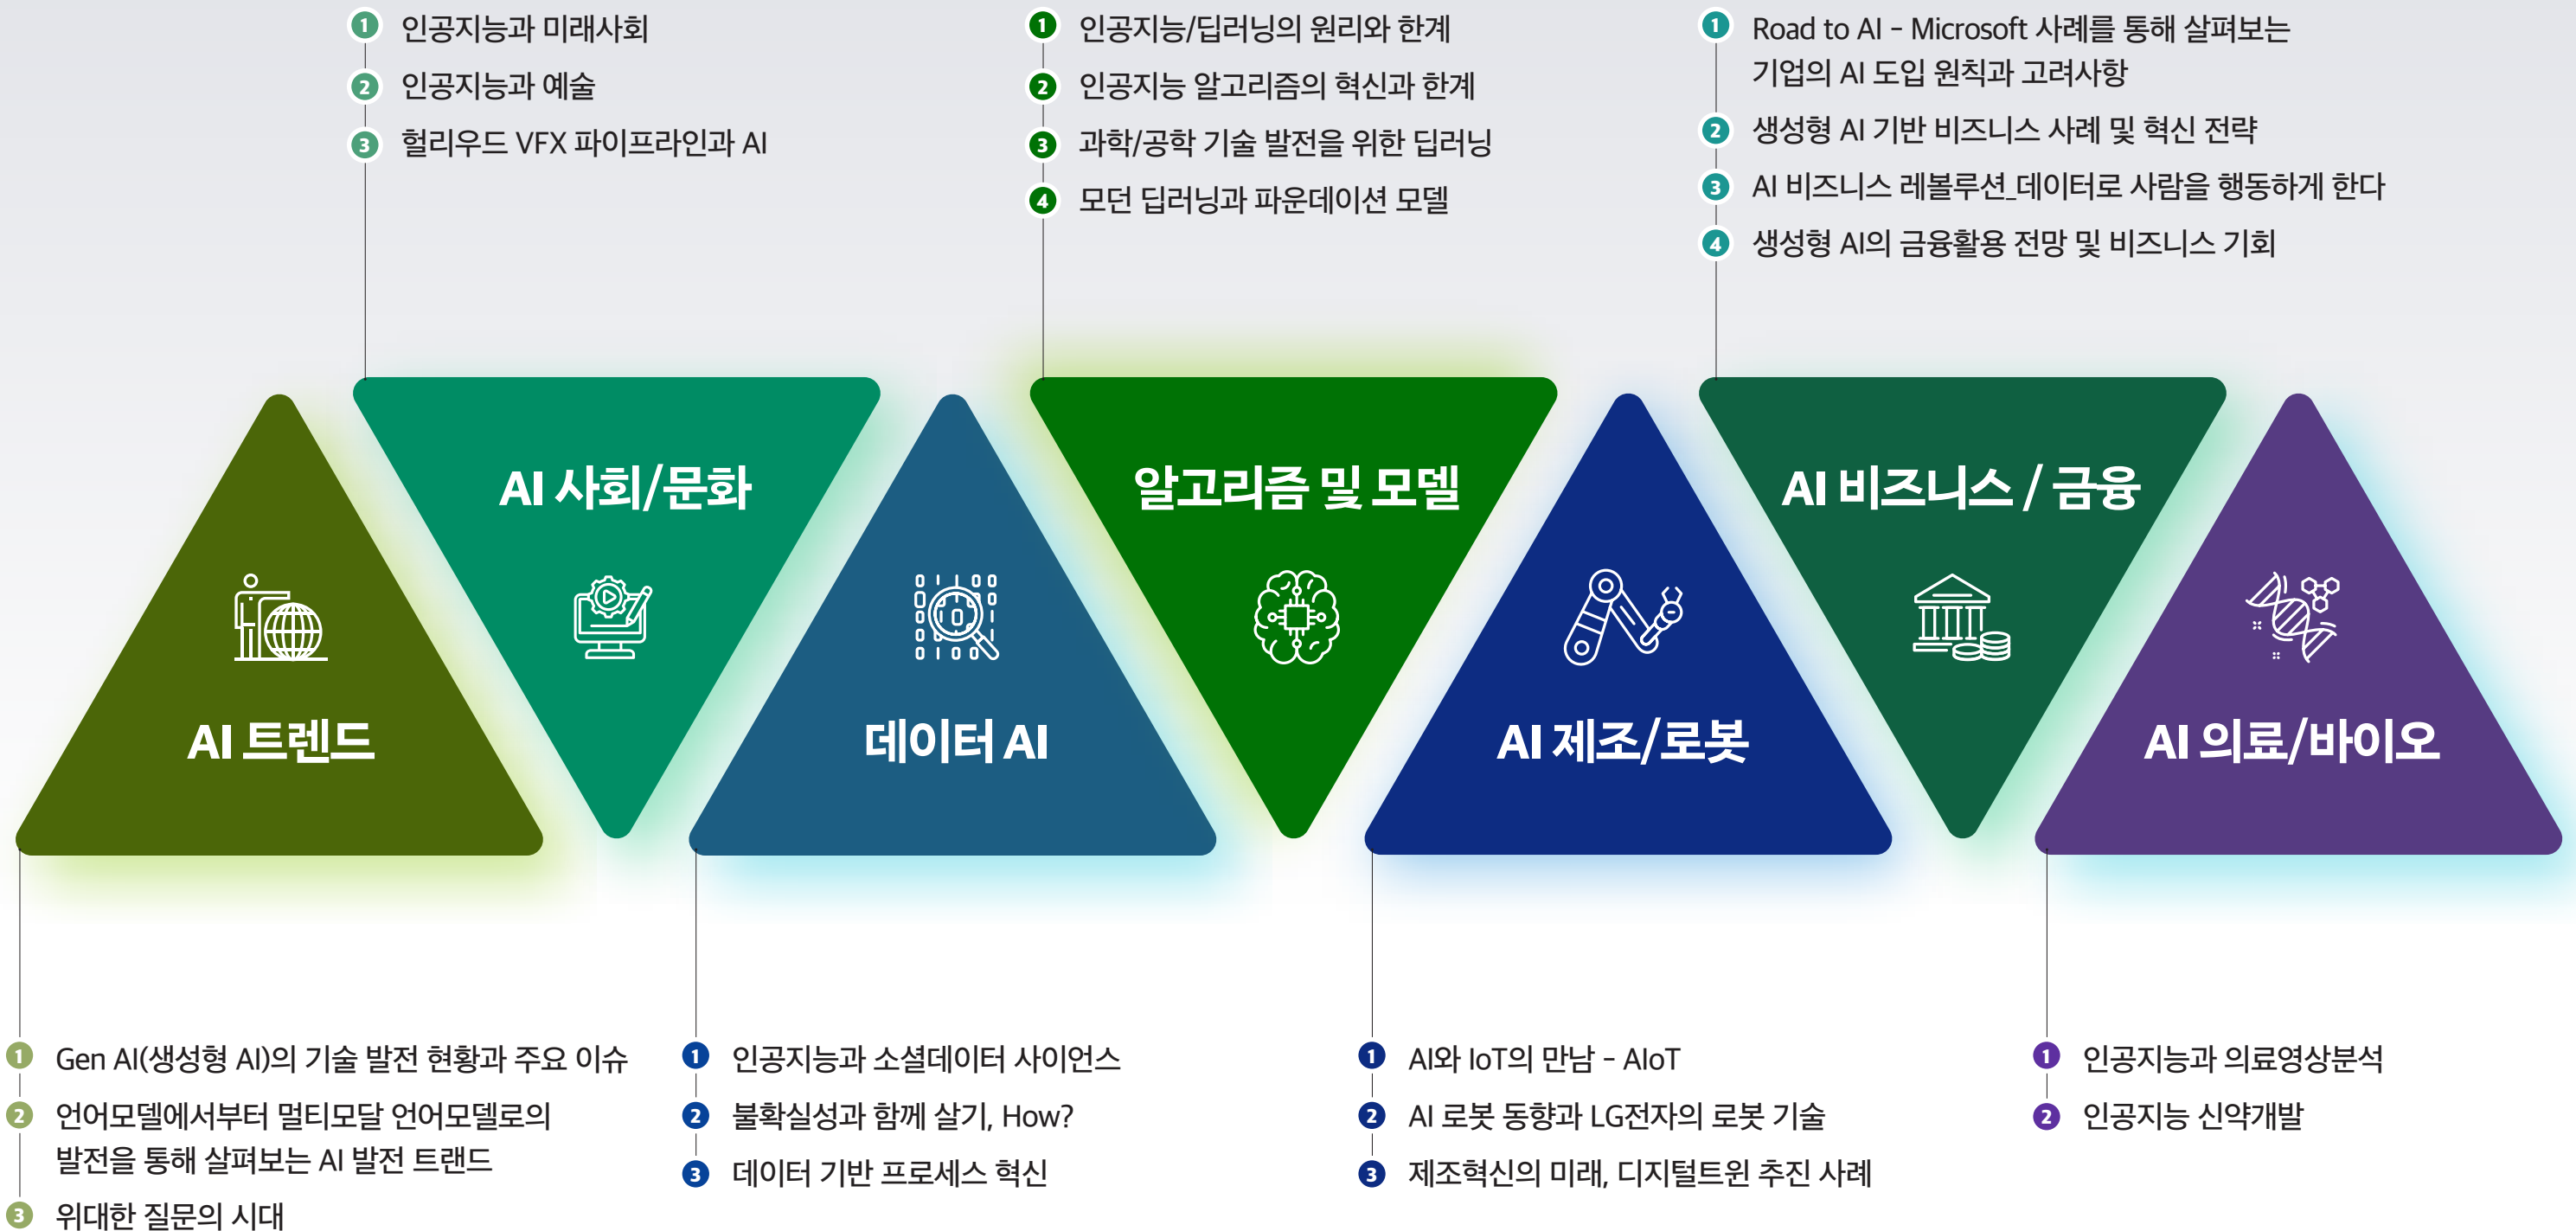 1 인공지능과 미래사회
2 인공지능과 예술
3 헐리우드 VFX 파이프라인과 AI
1 인공지능/딥러닝의 원리와 한계
2 인공지능 알고리즘의 혁신과 한계
3 과학/공학 기술 발전을 위한 딥러닝
4 모던 딥러닝과 파운데이션 모델
1 Road to AI - Microsoft 사례를 통해 살펴보는
기업의 AI 도입 원칙과 고려사항
2 생성형 AI 기반 비즈니스 사례 및 혁신 전략
3 AI 비즈니스 레볼루션_데이터로 사람을 행동하게 한다
4 생성형 AI의 금융활용 전망 및 비즈니스 기회
AI 트렌드
AI 사회/문화
데이터 AI
알고리즘 및 모델
AI 제조/로봇
AI 비즈니스 / 금융
AI 의료/바이오
1 Gen AI(생성형 AI)의 기술 발전 현황과 주요 이슈
2 언어모델에서부터 멀티모달 언어모델로의
발전을 통해 살펴보는 AI 발전 트랜드
3 위대한 질문의 시대
1 인공지능과 소셜데이터 사이언스
2 불확실성과 함께 살기, How?
3 데이터 기반 프로세스 혁신
1 AI와 IoT의 만남 - AIoT
2 AI 로봇 동향과 LG전자의 로봇 기술
3 제조혁신의 미래, 디지털트윈 추진 사례
1 인공지능과 의료영상분석
2 인공지능 신약개발